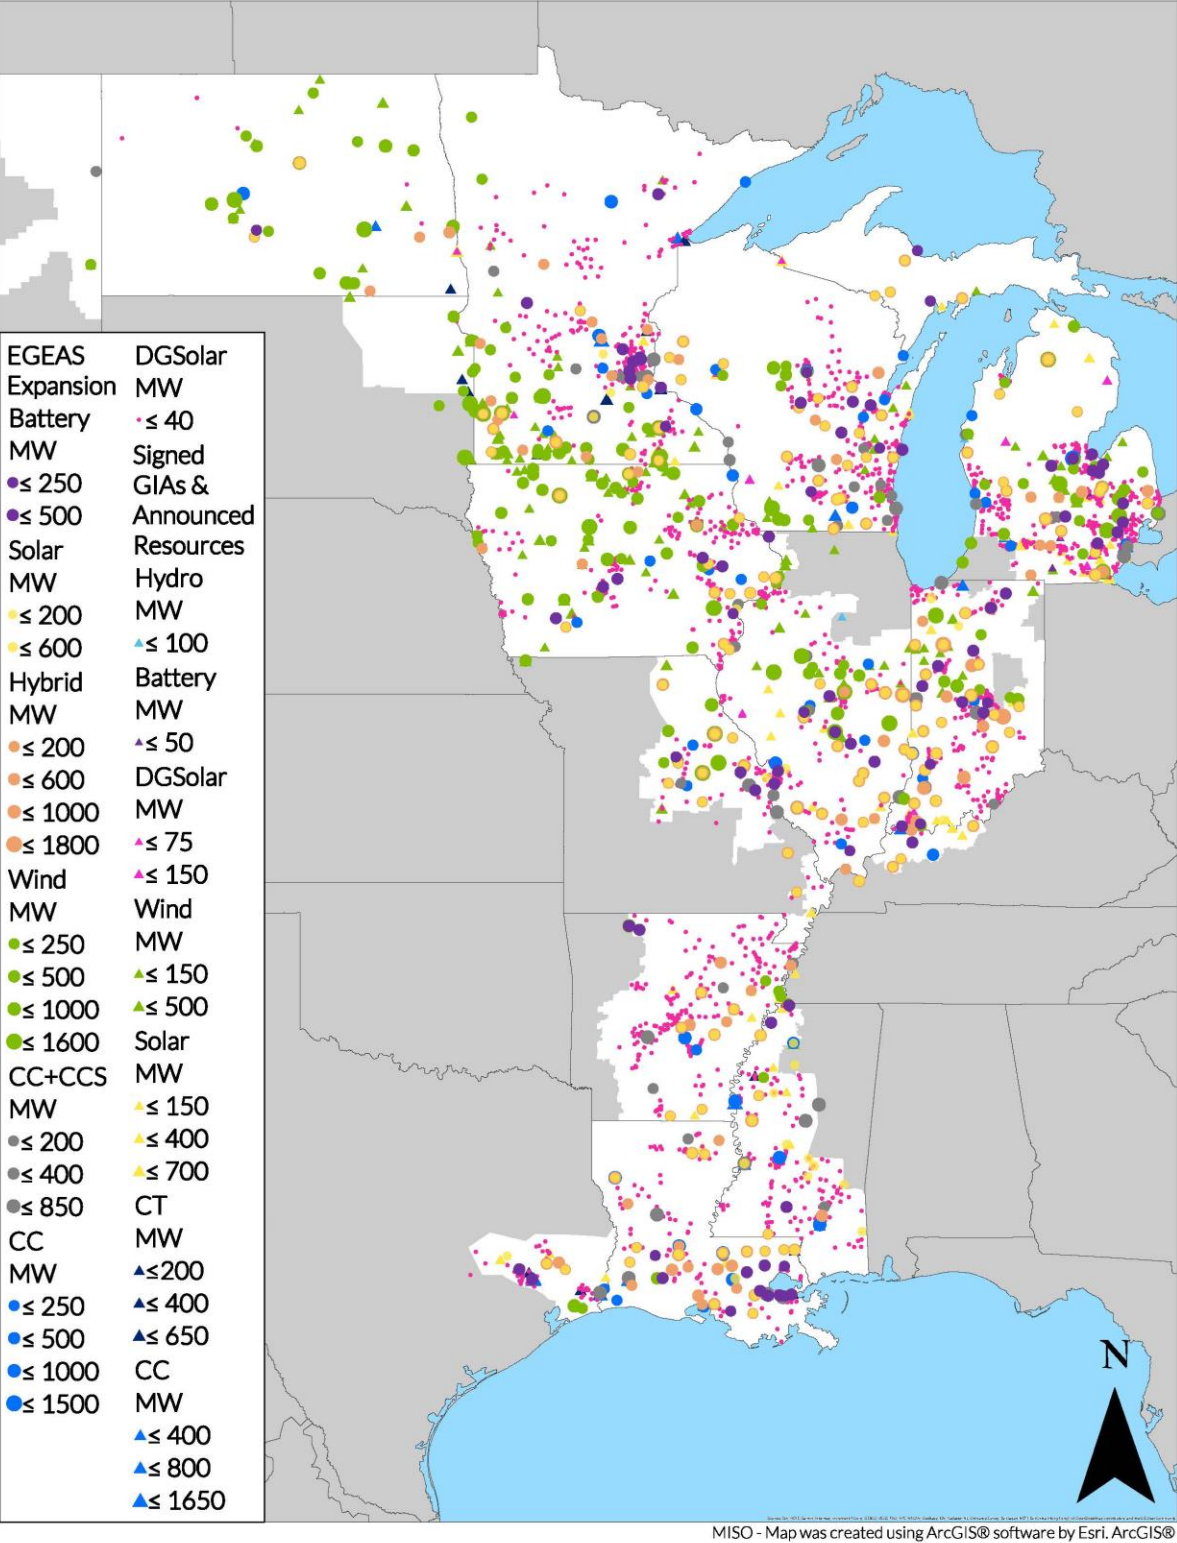 EGEAS
Expansion
Battery
MW
≤ 250
≤ 500
Solar
MW
≤ 200
≤ 600
Hybrid
MW
≤ 200
≤ 600
≤ 1000
≤ 1800
Wind
MW
≤ 250
≤ 500
≤ 1000
≤ 1600
CC+CCS
MW
≤ 200
≤ 400
≤ 850
CC
MW
≤ 250
≤ 500
≤ 1000
≤ 1500
DGSolar
MW
≤ 40
Signed
GIAs &
Announced
Resources
Hydro
MW
≤ 100
Battery
MW
≤ 50
DGSolar
MW
≤ 75
≤ 150
Wind
MW
≤ 150
≤ 500
Solar
MW
≤ 150
≤ 400
≤ 700
CT
MW
≤200
≤ 400
≤ 650
CC
MW
≤ 400
≤ 800
≤ 1650
N
MISO - Map was created using ArcGIS® software by Esri. ArcGIS®